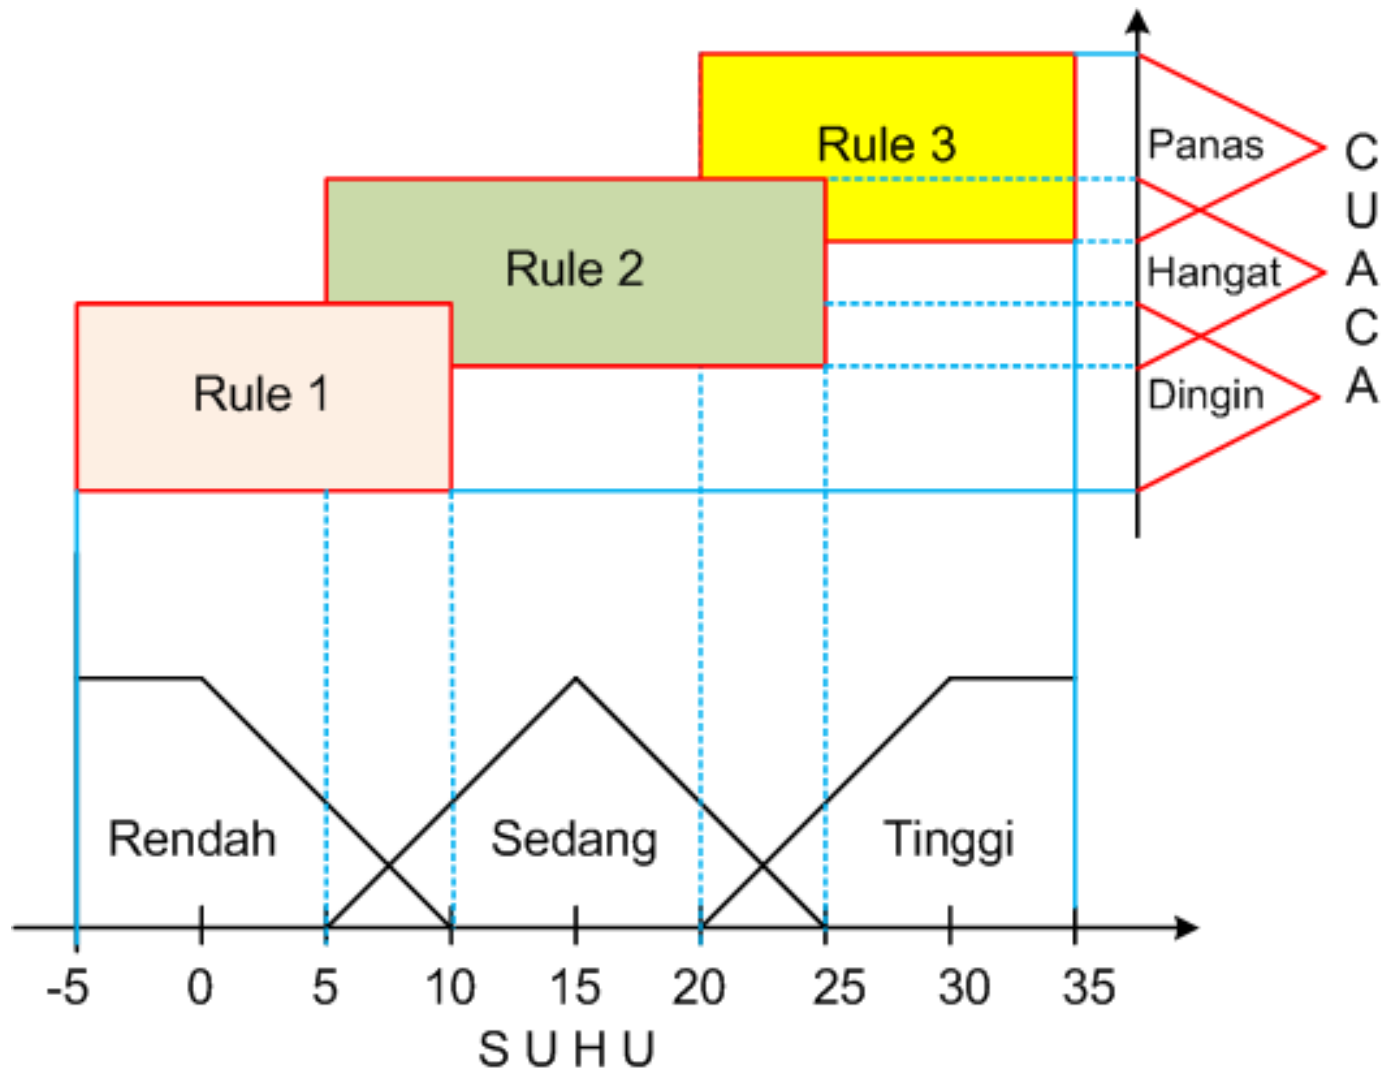 Rule 3
Panas
Rule 2
Hangat
Rule 1
Dingin
C
U
A
C
A
Rendah
Sedang
Tinggi
-5 0 5 10 15 20 25 30 35
S U H U